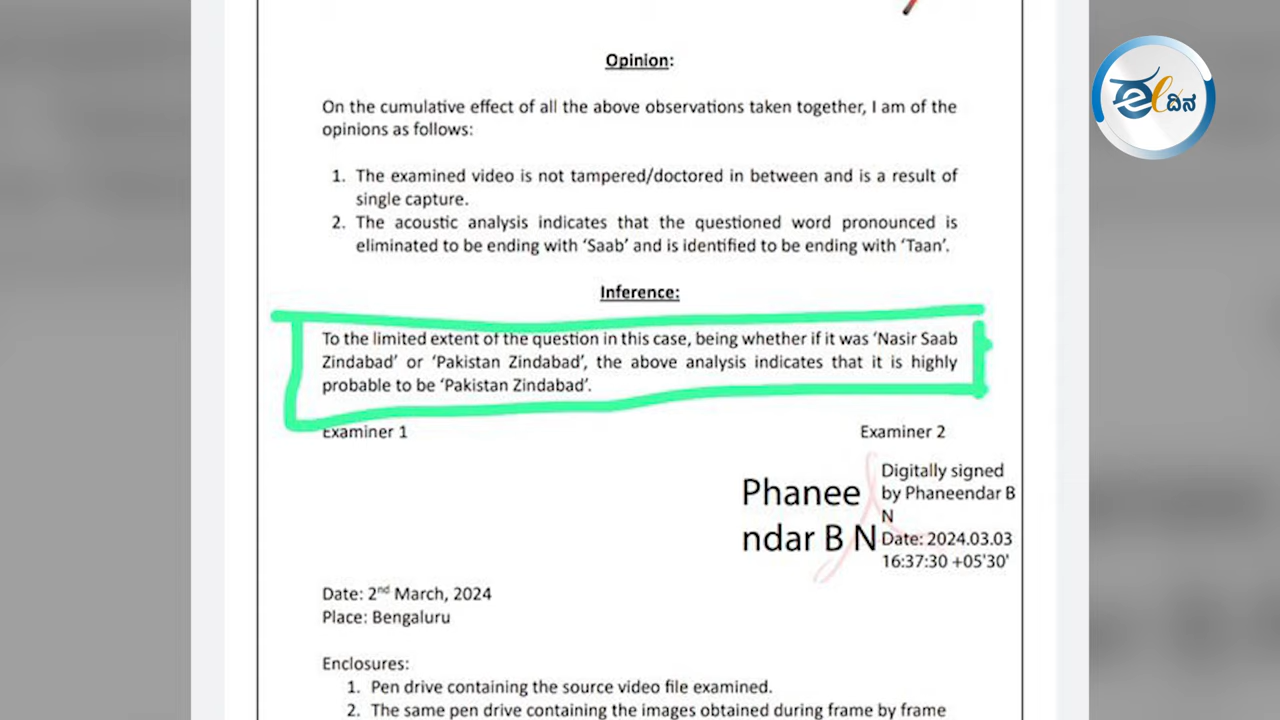 ಈ
el
ದಿನ
Opinion:
On the cumulative effect of all the above observations taken together, I am of the
opinions as follows:
1. The examined video is not tampered/doctored in between and is a result of
single capture.
2. The acoustic analysis indicates that the questioned word pronounced is
eliminated to be ending with ‘Saab’ and is identified to be ending with ‘Taan’.
Inference:
To the limited extent of the question in this case, being whether if it was ‘Nasir Saab
Zindabad’ or ‘Pakistan Zindabad’, the above analysis indicates that it is highly
probable to be ‘Pakistan Zindabad’.
Examiner 1
Examiner 2
Phanee
ndar B N
Digitally signed
by Phaneendar B
N
Date: 2024.03.03
16:37:30 +05'30'
Date: 2nd March, 2024
Place: Bengaluru
Enclosures:
1. Pen drive containing the source video file examined.
2. The same pen drive containing the images obtained during frame by frame